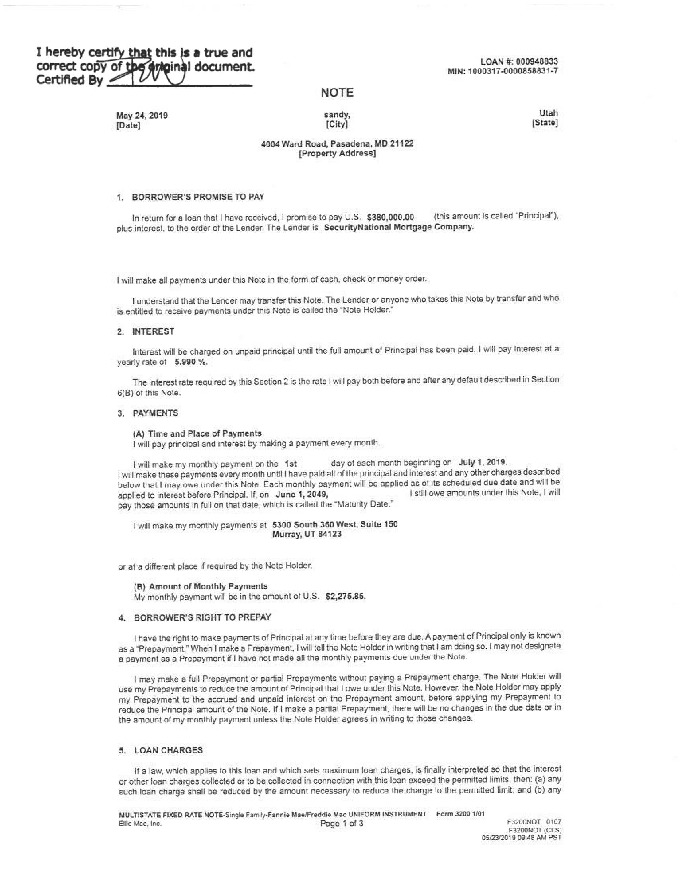 I hereby certify that this is a true and
correct copy of the original document.
Certified By
LOAN #: 000948833
MIN: 1000317-0000858831-7
NOTE
May 24, 2019
[Date]
sandy,
[City]
Utah
[State]
4004 Ward Road, Pasadena, MD 21122
[Property Address]
1. BORROWER'S PROMISE TO PAY
In return for a loan that I have received, I promise to pay U.S. $380,000.00 (this amount is called "Principal"),
plus interest, to the order of the Lender. The Lender is SecurityNational Mortgage Company.
I will make all payments under this Note in the form of cash, check or money order.
I understand that the Lender may transfer this Note. The Lender or anyone who takes this Note by transfer and who
is entitled to receive payments under this Note is called the "Note Holder."
2. INTEREST
Interest will be charged on unpaid principal until the full amount of Principal has been paid. I will pay interest at a
yearly rate of 5.990 %.
The interest rate required by this Section 2 is the rate I will pay both before and after any default described in Section
6(B) of this Note.
3. PAYMENTS
(A) Time and Place of Payments
I will pay principal and interest by making a payment every month.
I will make my monthly payment on the 1st day of each month beginning on July 1, 2019.
I will make these payments every month until I have paid all of the principal and interest and any other charges described
below that I may owe under this Note. Each monthly payment will be applied as of its scheduled due date and will be
applied to interest before Principal. If, on June 1, 2049, I still owe amounts under this Note, I will
pay those amounts in full on that date, which is called the "Maturity Date."
I will make my monthly payments at 5300 South 360 West, Suite 150
Murray, UT 84123
or at a different place if required by the Note Holder.
(B) Amount of Monthly Payments
My monthly payment will be in the amount of U.S. $2,275.85.
4. BORROWER'S RIGHT TO PREPAY
I have the right to make payments of Principal at any time before they are due. A payment of Principal only is known
as a "Prepayment." When I make a Prepayment, I will tell the Note Holder in writing that I am doing so. I may not designate
a payment as a Prepayment if I have not made all the monthly payments due under the Note.
I may make a full Prepayment or partial Prepayments without paying a Prepayment charge. The Note Holder will
use my Prepayments to reduce the amount of Principal that I owe under this Note. However, the Note Holder may apply
my Prepayment to the accrued and unpaid interest on the Prepayment amount, before applying my Prepayment to
reduce the Principal amount of the Note. If I make a partial Prepayment, there will be no changes in the due date or in
the amount of my monthly payment unless the Note Holder agrees in writing to those changes.
5. LOAN CHARGES
If a law, which applies to this loan and which sets maximum loan charges, is finally interpreted so that the interest
or other loan charges collected or to be collected in connection with this loan exceed the permitted limits, then: (a) any
such loan charge shall be reduced by the amount necessary to reduce the charge to the permitted limit; and (b) any
MULTISTATE FIXED RATE NOTE-Single Family-Fannie Mae/Freddie Mac UNIFORM INSTRUMENT Form 3200 1/01
Ellie Mae, Inc.
Page 1 of 3
F3200NOT 0107
F3200NOT (CLS)
05/23/2019 09:48 AM PST